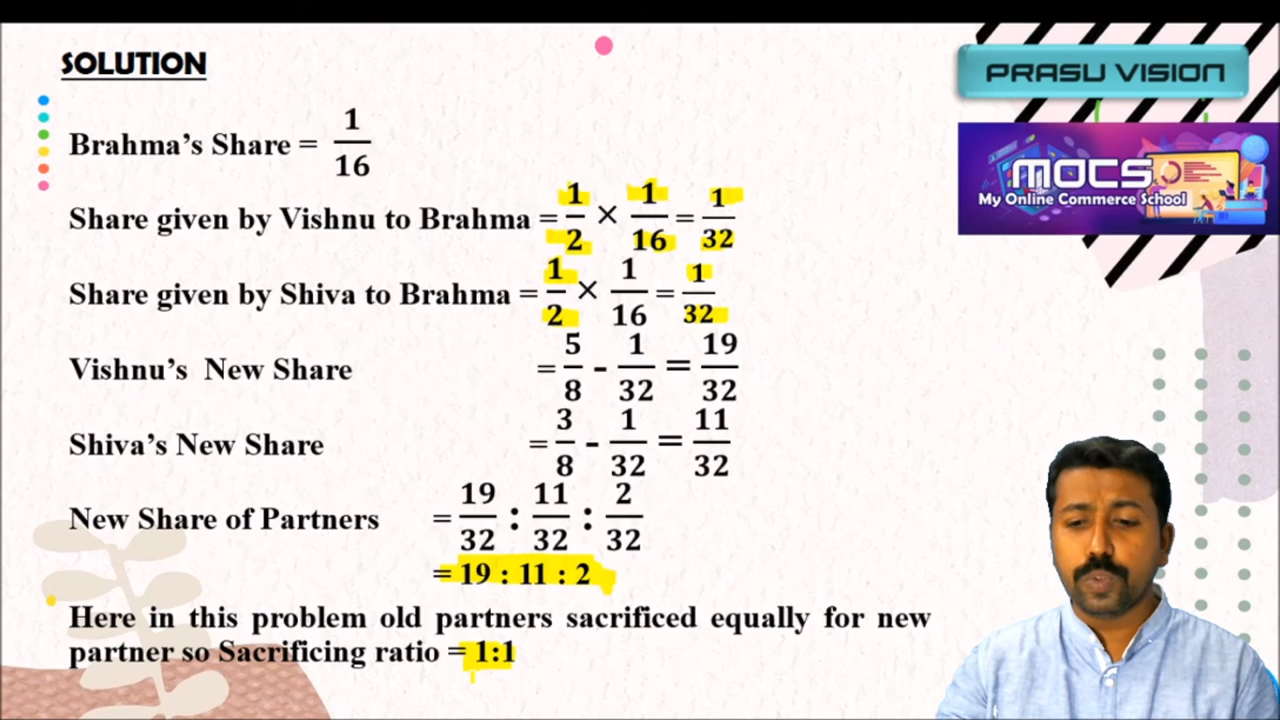 SOLUTION
PRASU VISION
MOCS
My Online Commerce School
Brahma's Share = 1/16
Share given by Vishnu to Brahma = 1/2 × 1/16 = 1/32
Share given by Shiva to Brahma = 1/2 × 1/16 = 1/32
Vishnu's New Share = 5/8 - 1/32 = 19/32
Shiva's New Share = 3/8 - 1/32 = 11/32
New Share of Partners = 19/32 : 11/32 : 2/32
= 19 : 11 : 2
Here in this problem old partners sacrificed equally for new
partner so Sacrificing ratio = 1:1